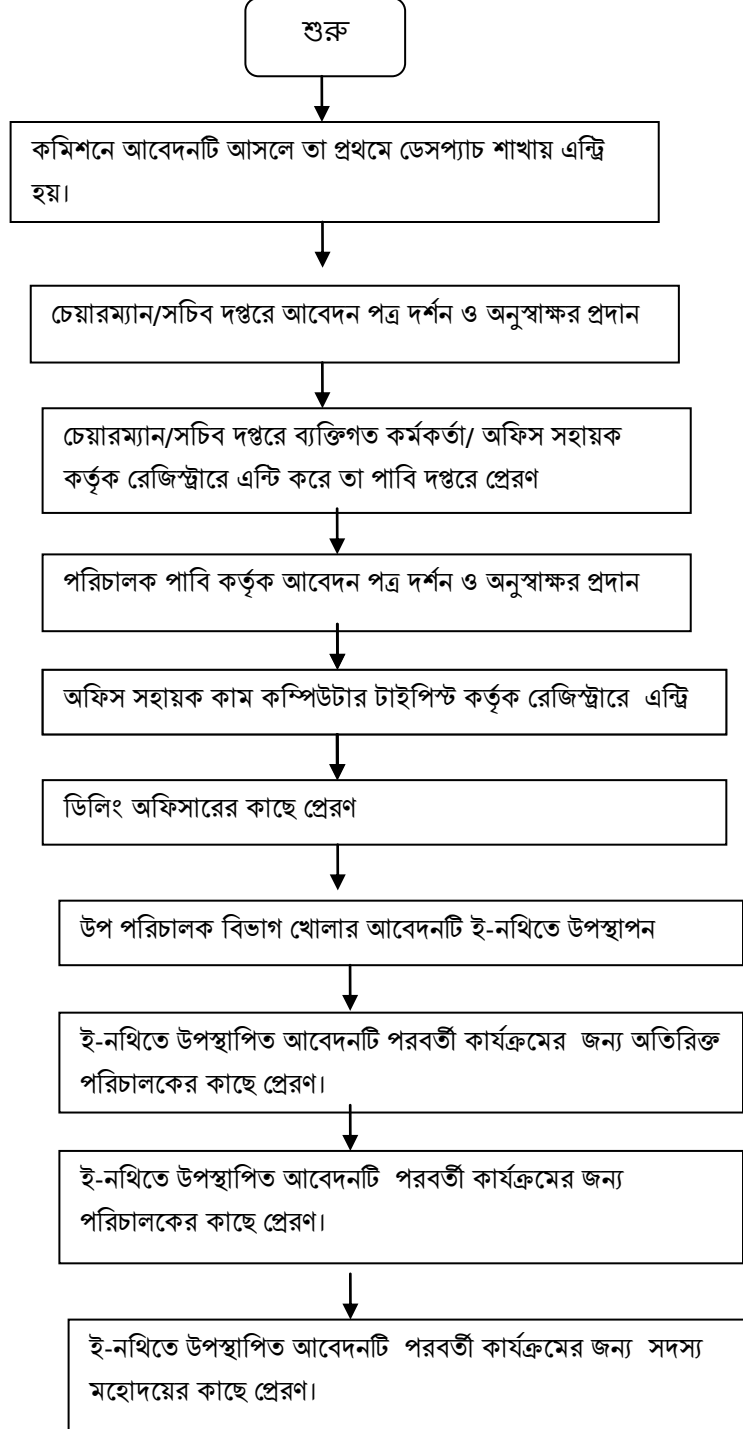 শুরু
কমিশনে আবেদনটি আসলে তা প্রথমে ডেসপ্যাচ শাখায় এন্ট্রি
হয়।
চেয়ারম্যান/সচিব দপ্তরে আবেদন পত্র দর্শন ও অনুস্বাক্ষর প্রদান
চেয়ারম্যান/সচিব দপ্তরে ব্যক্তিগত কর্মকর্তা/ অফিস সহায়ক
কর্তৃক রেজিস্ট্রারে এন্টি করে তা পাবি দপ্তরে প্রেরণ
পরিচালক পাবি কর্তৃক আবেদন পত্র দর্শন ও অনুস্বাক্ষর প্রদান
অফিস সহায়ক কাম কম্পিউটার টাইপিস্ট কর্তৃক রেজিস্ট্রারে এন্ট্রি
ডিলিং অফিসারের কাছে প্রেরণ
উপ পরিচালক বিভাগ খোলার আবেদনটি ই-নথিতে উপস্থাপন
ই-নথিতে উপস্থাপিত আবেদনটি পরবর্তী কার্যক্রমের জন্য অতিরিক্ত
পরিচালকের কাছে প্রেরণ।
ই-নথিতে উপস্থাপিত আবেদনটি পরবর্তী কার্যক্রমের জন্য
পরিচালকের কাছে প্রেরণ।
ই-নথিতে উপস্থাপিত আবেদনটি পরবর্তী কার্যক্রমের জন্য সদস্য
মহোদয়ের কাছে প্রেরণ।